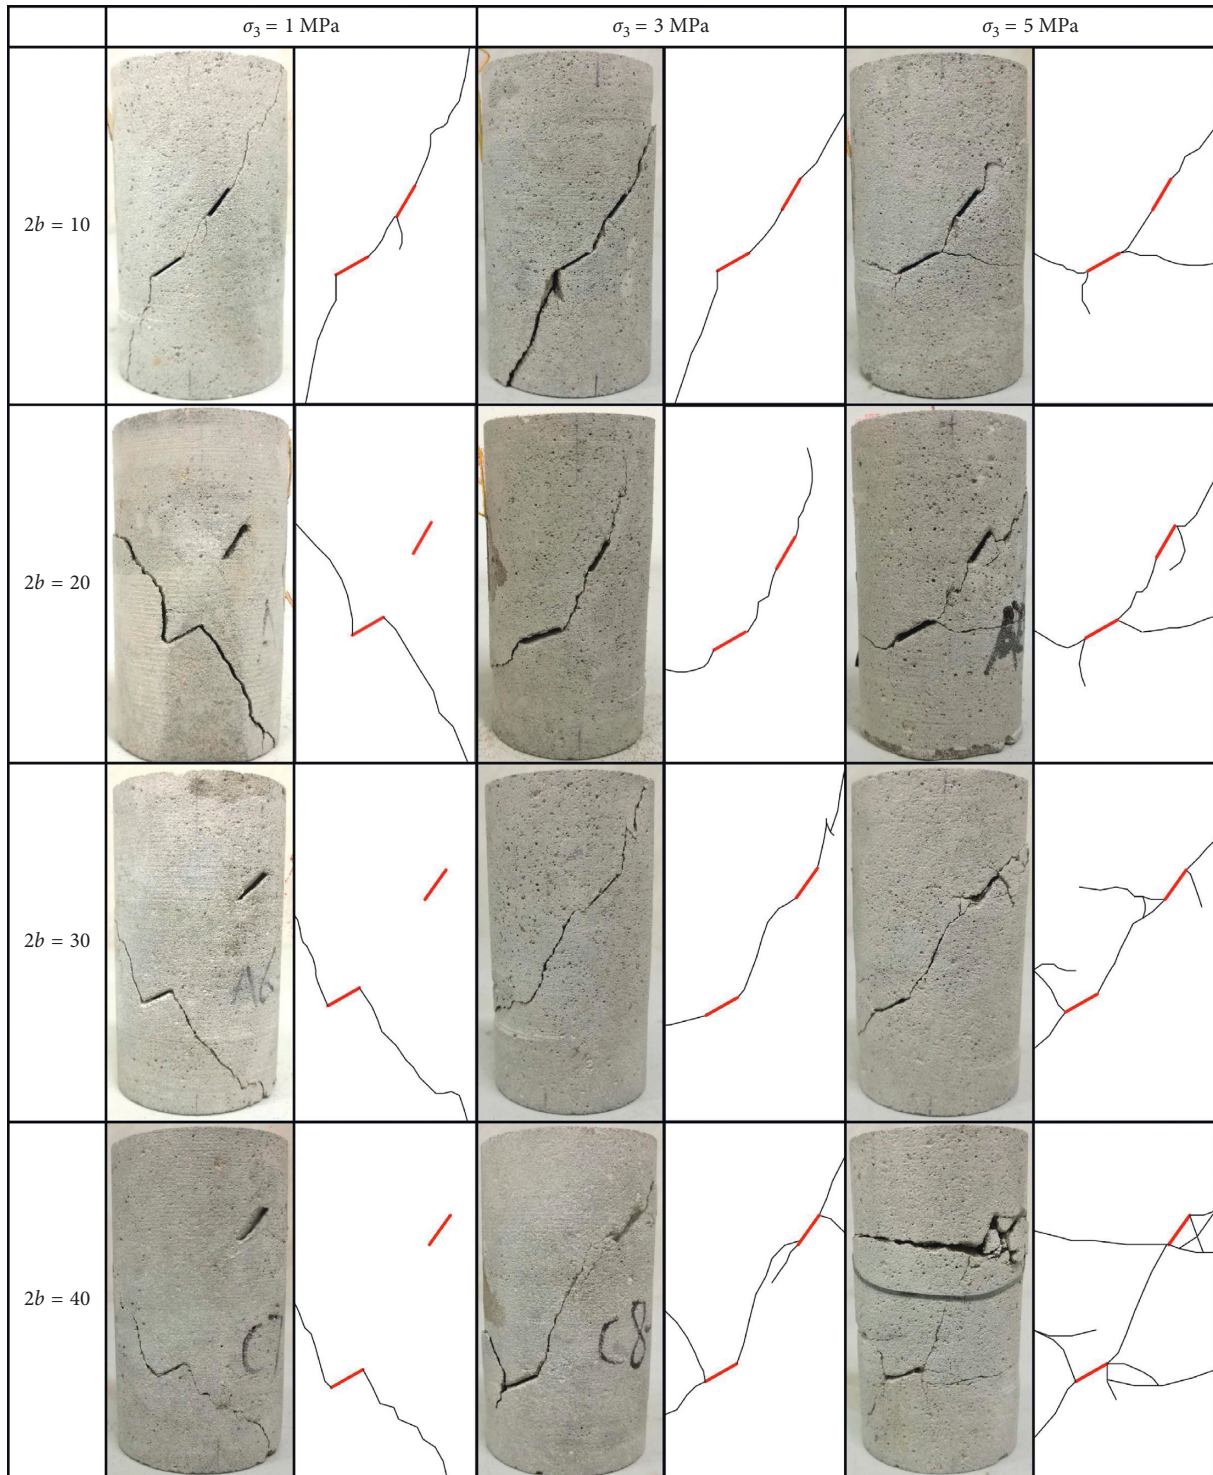 σ₃ = 1 MPa
σ₃ = 3 MPa
σ₃ = 5 MPa
2b = 10
2b = 20
2b = 30
A6
2b = 40
C7
C8